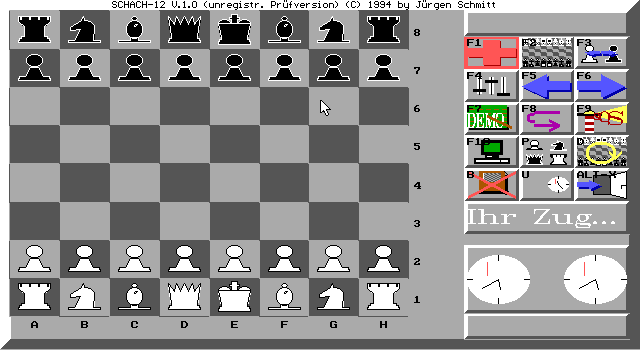 SCHACH-12 V.1.0 (unregistr. Prüfversion) (C) 1994 by Jürgen Schmitt
8
7
6
5
4
3
2
1
A B C D E F G H
F1 F2 F3
F4 F5 F6
F7 F8 F9
DEMO
F10 P D
B U ALT-X
Ihr Zug...